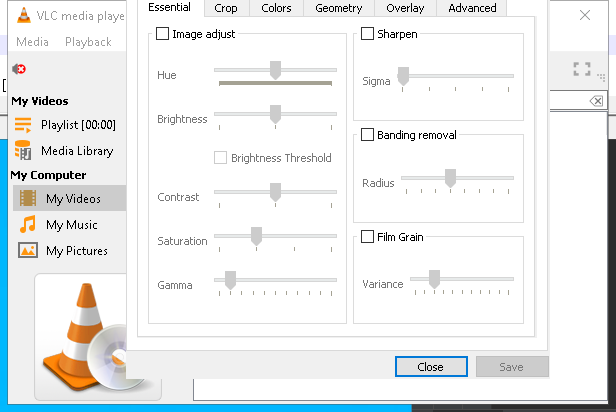 VLC media playe
Media Playback
My Videos
Playlist [00:00]
Media Library
My Computer
My Videos
My Music
My Pictures
Essential Crop Colors Geometry Overlay Advanced
Image adjust
Hue
Brightness
Brightness Threshold
Contrast
Saturation
Gamma
Sharpen
Sigma
Banding removal
Radius
Film Grain
Variance
Close Save